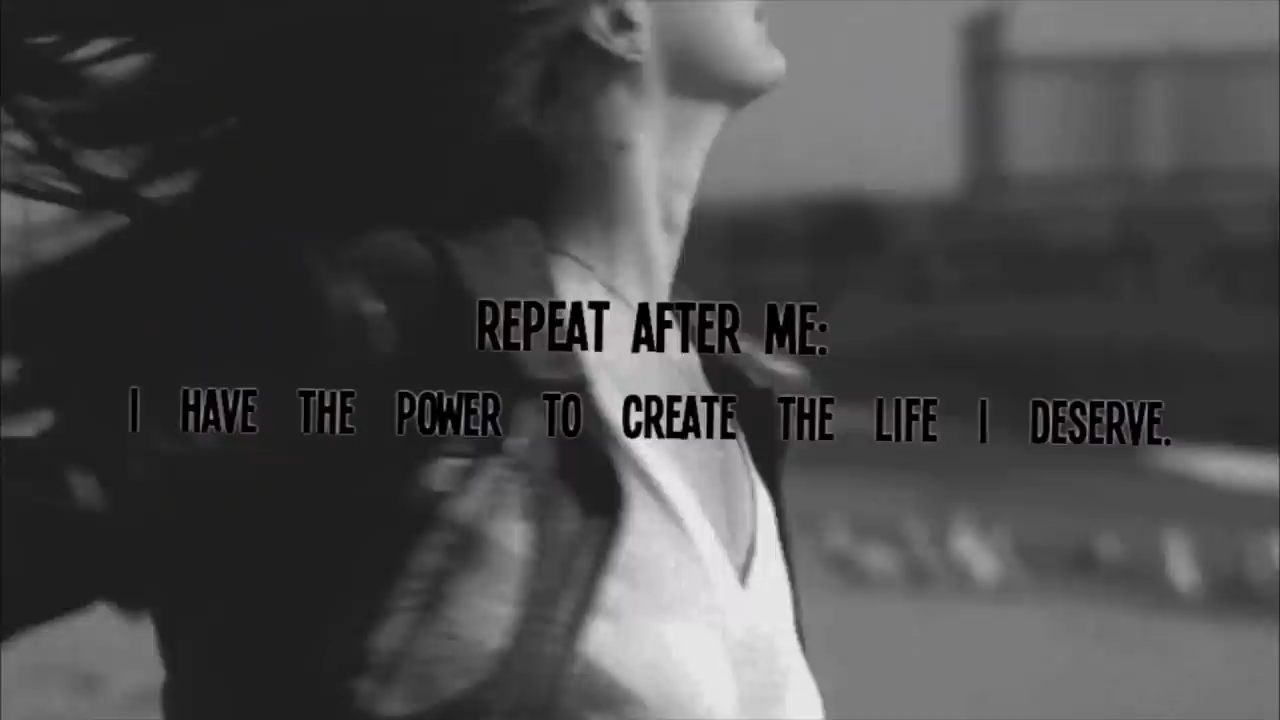 REPEAT AFTER ME:
I HAVE THE POWER TO CREATE THE LIFE I DESERVE.